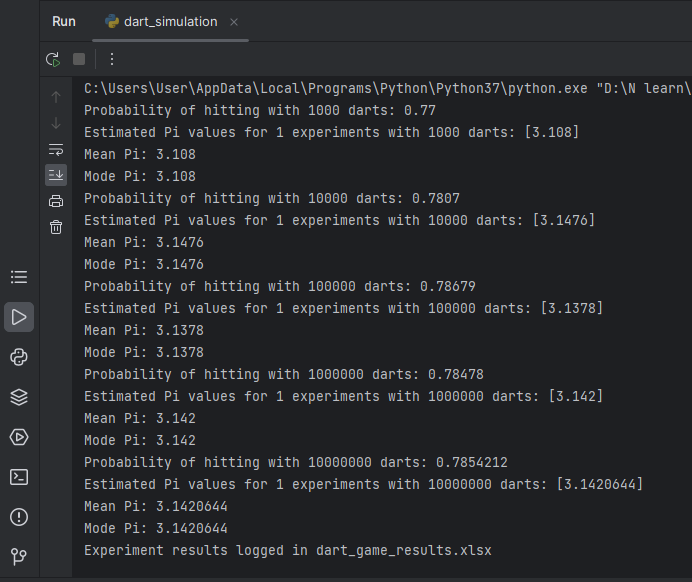 Run dart_simulation
C:\Users\User\AppData\Local\Programs\Python\Python37\python.exe "D:\N learn\
Probability of hitting with 1000 darts: 0.77
Estimated Pi values for 1 experiments with 1000 darts: [3.108]
Mean Pi: 3.108
Mode Pi: 3.108
Probability of hitting with 10000 darts: 0.7807
Estimated Pi values for 1 experiments with 10000 darts: [3.1476]
Mean Pi: 3.1476
Mode Pi: 3.1476
Probability of hitting with 100000 darts: 0.78679
Estimated Pi values for 1 experiments with 100000 darts: [3.1378]
Mean Pi: 3.1378
Mode Pi: 3.1378
Probability of hitting with 1000000 darts: 0.78478
Estimated Pi values for 1 experiments with 1000000 darts: [3.142]
Mean Pi: 3.142
Mode Pi: 3.142
Probability of hitting with 10000000 darts: 0.7854212
Estimated Pi values for 1 experiments with 10000000 darts: [3.1420644]
Mean Pi: 3.1420644
Mode Pi: 3.1420644
Experiment results logged in dart_game_results.xlsx